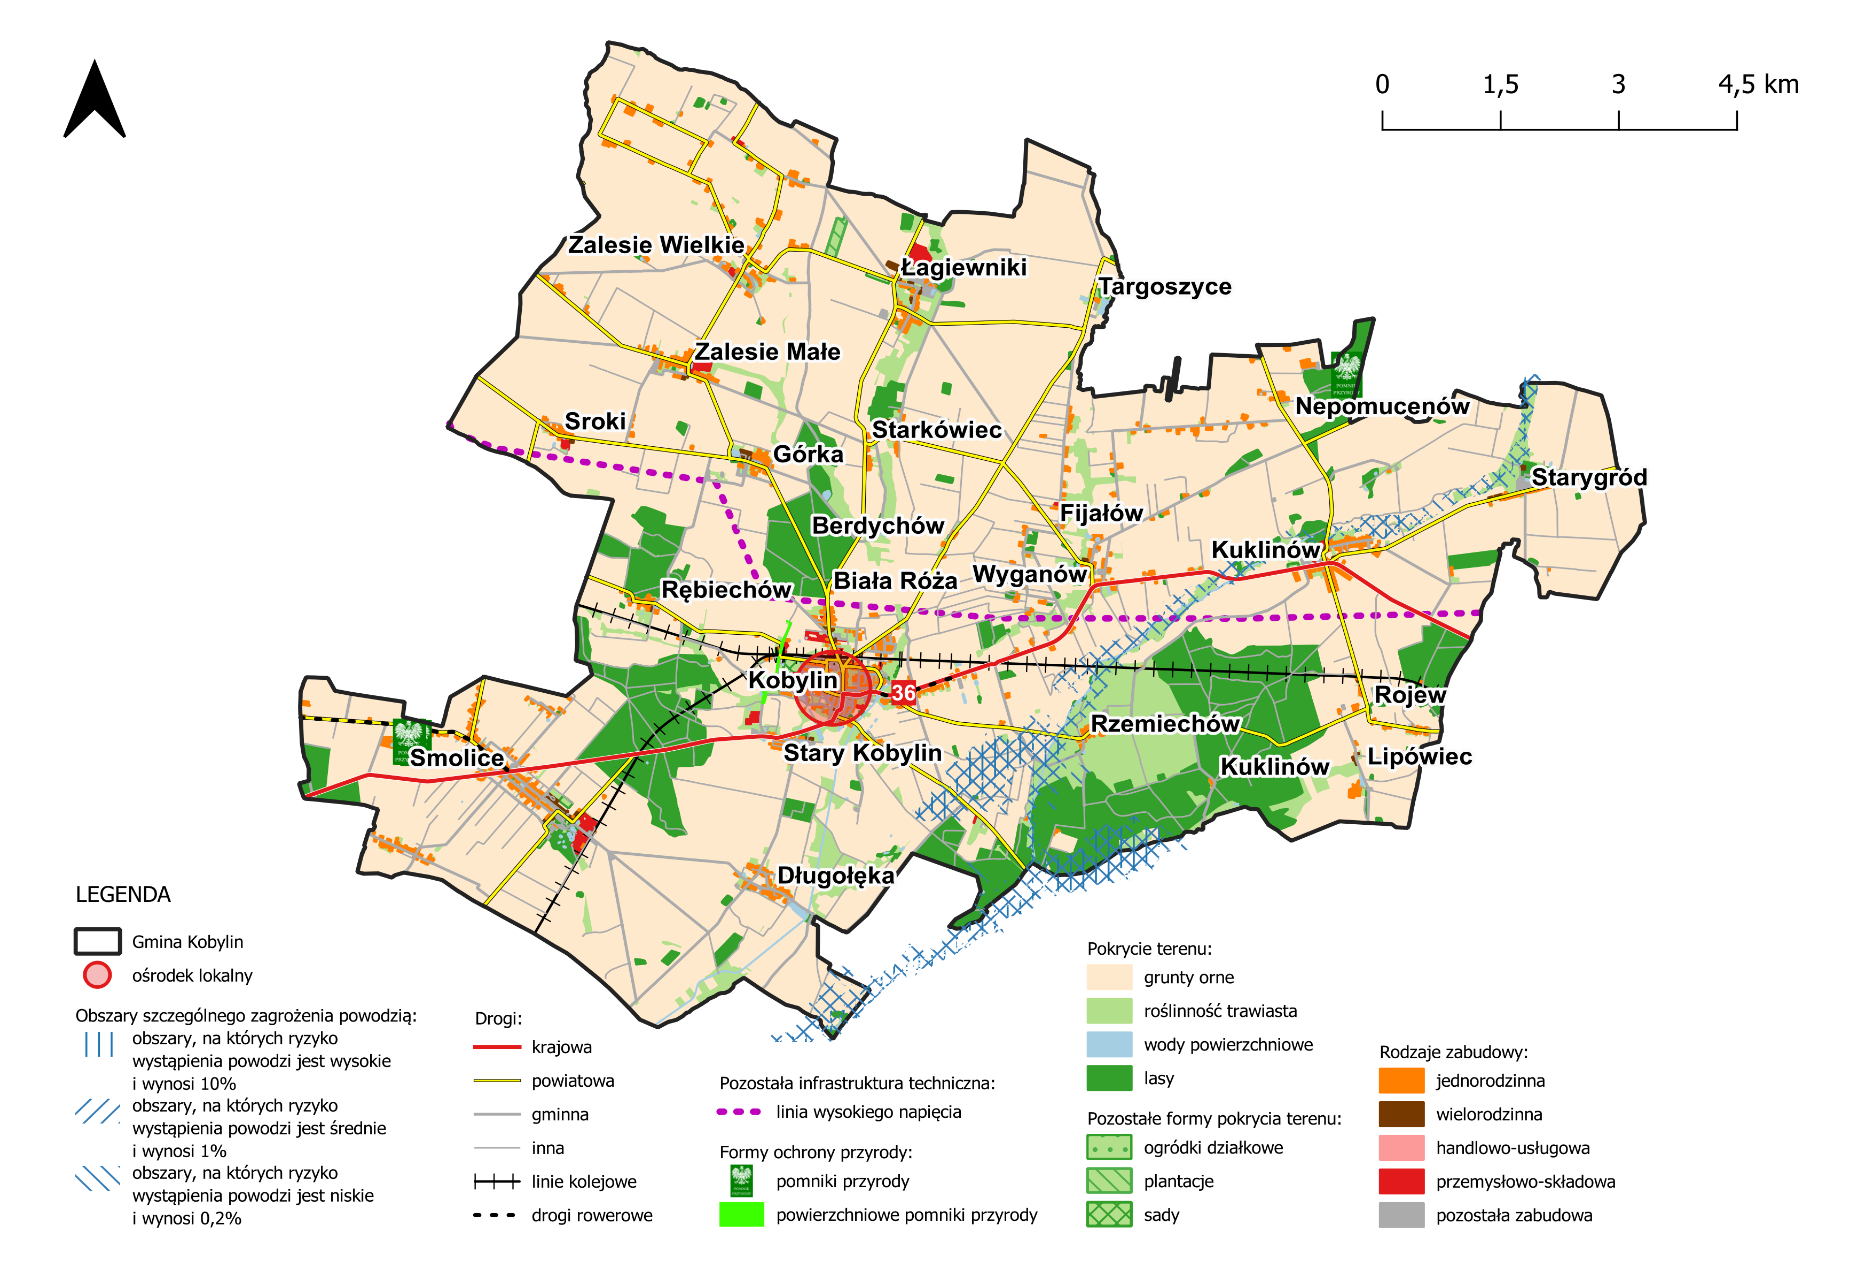 0 1,5 3 4,5 km
Zalesie Wielkie
Łagiewniki
Targoszyce
Zalesie Małe
Nepomucenów
Sroki
Starkówiec
Górka
Starygród
Berdychów
Fijałów
Kuklinów
Biała Róża
Wyganów
Rębiechów
Kobylin
36
Rojew
Rzemiechów
Stary Kobylin
Smolice
Kuklinów
Lipówiec
Długołęka
LEGENDA
Gmina Kobylin
ośrodek lokalny
Obszary szczególnego zagrożenia powodzią:
obszary, na których ryzyko
wystąpienia powodzi jest wysokie
i wynosi 10%
obszary, na których ryzyko
wystąpienia powodzi jest średnie
i wynosi 1%
obszary, na których ryzyko
wystąpienia powodzi jest niskie
i wynosi 0,2%
Drogi:
krajowa
powiatowa
gminna
inna
linie kolejowe
drogi rowerowe
Pozostała infrastruktura techniczna:
linia wysokiego napięcia
Formy ochrony przyrody:
pomniki przyrody
powierzchniowe pomniki przyrody
Pokrycie terenu:
grunty orne
roślinność trawiasta
wody powierzchniowe
lasy
Pozostałe formy pokrycia terenu:
ogródki działkowe
plantacje
sady
Rodzaje zabudowy:
jednorodzinna
wielorodzinna
handlowo-usługowa
przemysłowo-składowa
pozostała zabudowa